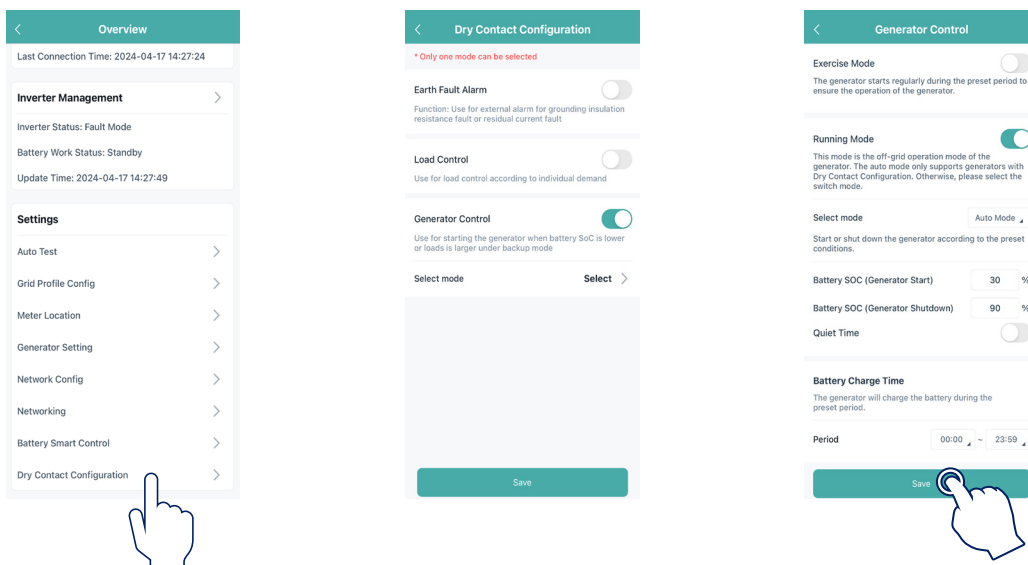 Overview
Last Connection Time: 2024-04-17 14:27:24
Inverter Management
Inverter Status: Fault Mode
Battery Work Status: Standby
Update Time: 2024-04-17 14:27:49
Settings
Auto Test
Grid Profile Config
Meter Location
Generator Setting
Network Config
Networking
Battery Smart Control
Dry Contact Configuration
Dry Contact Configuration
* Only one mode can be selected
Earth Fault Alarm
Function: Use for external alarm for grounding insulation
resistance fault or residual current fault
Load Control
Use for load control according to individual demand
Generator Control
Use for starting the generator when battery SoC is lower
or loads is larger under backup mode
Select mode Select
Save
Generator Control
Exercise Mode
The generator starts regularly during the preset period to
ensure the operation of the generator.
Running Mode
This mode is the off-grid operation mode of the
generator. The auto mode only supports generators with
Dry Contact Configuration. Otherwise, please select the
switch mode.
Select mode Auto Mode
Start or shut down the generator according to the preset
conditions.
Battery SOC (Generator Start) 30 %
Battery SOC (Generator Shutdown) 90 %
Quiet Time
Battery Charge Time
The generator will charge the battery during the
preset period.
Period 00:00 ~ 23:59
Save